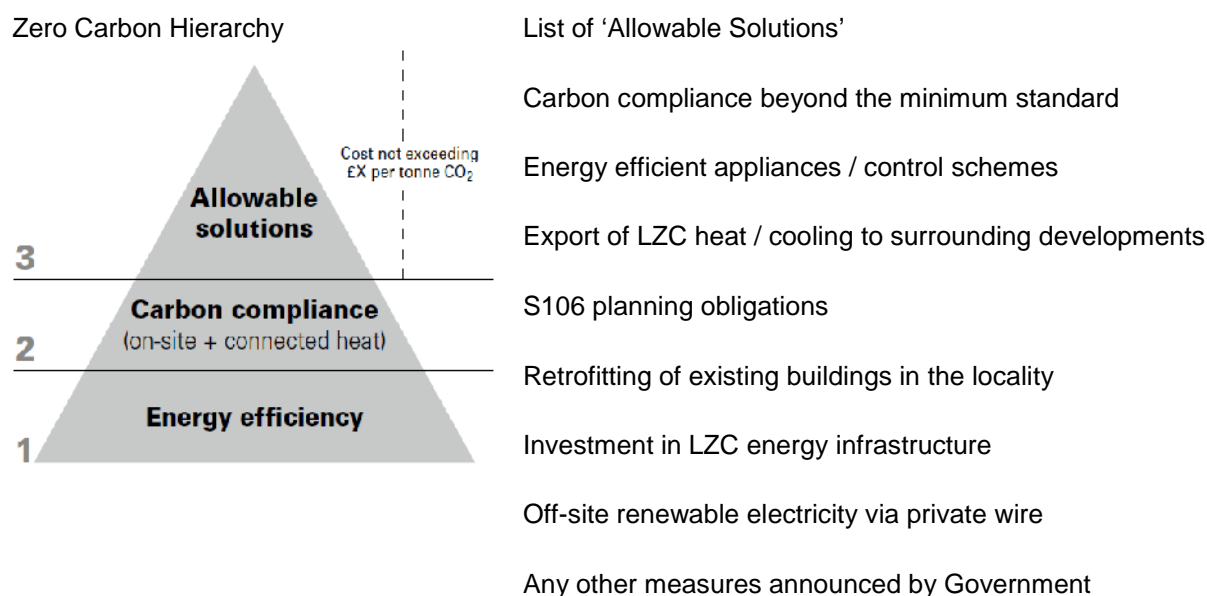 Zero Carbon Hierarchy
Cost not exceeding
£X per tonne CO₂
Allowable
solutions
3
Carbon compliance
(on-site + connected heat)
2
Energy efficiency
1
List of ‘Allowable Solutions’
Carbon compliance beyond the minimum standard
Energy efficient appliances / control schemes
Export of LZC heat / cooling to surrounding developments
S106 planning obligations
Retrofitting of existing buildings in the locality
Investment in LZC energy infrastructure
Off-site renewable electricity via private wire
Any other measures announced by Government